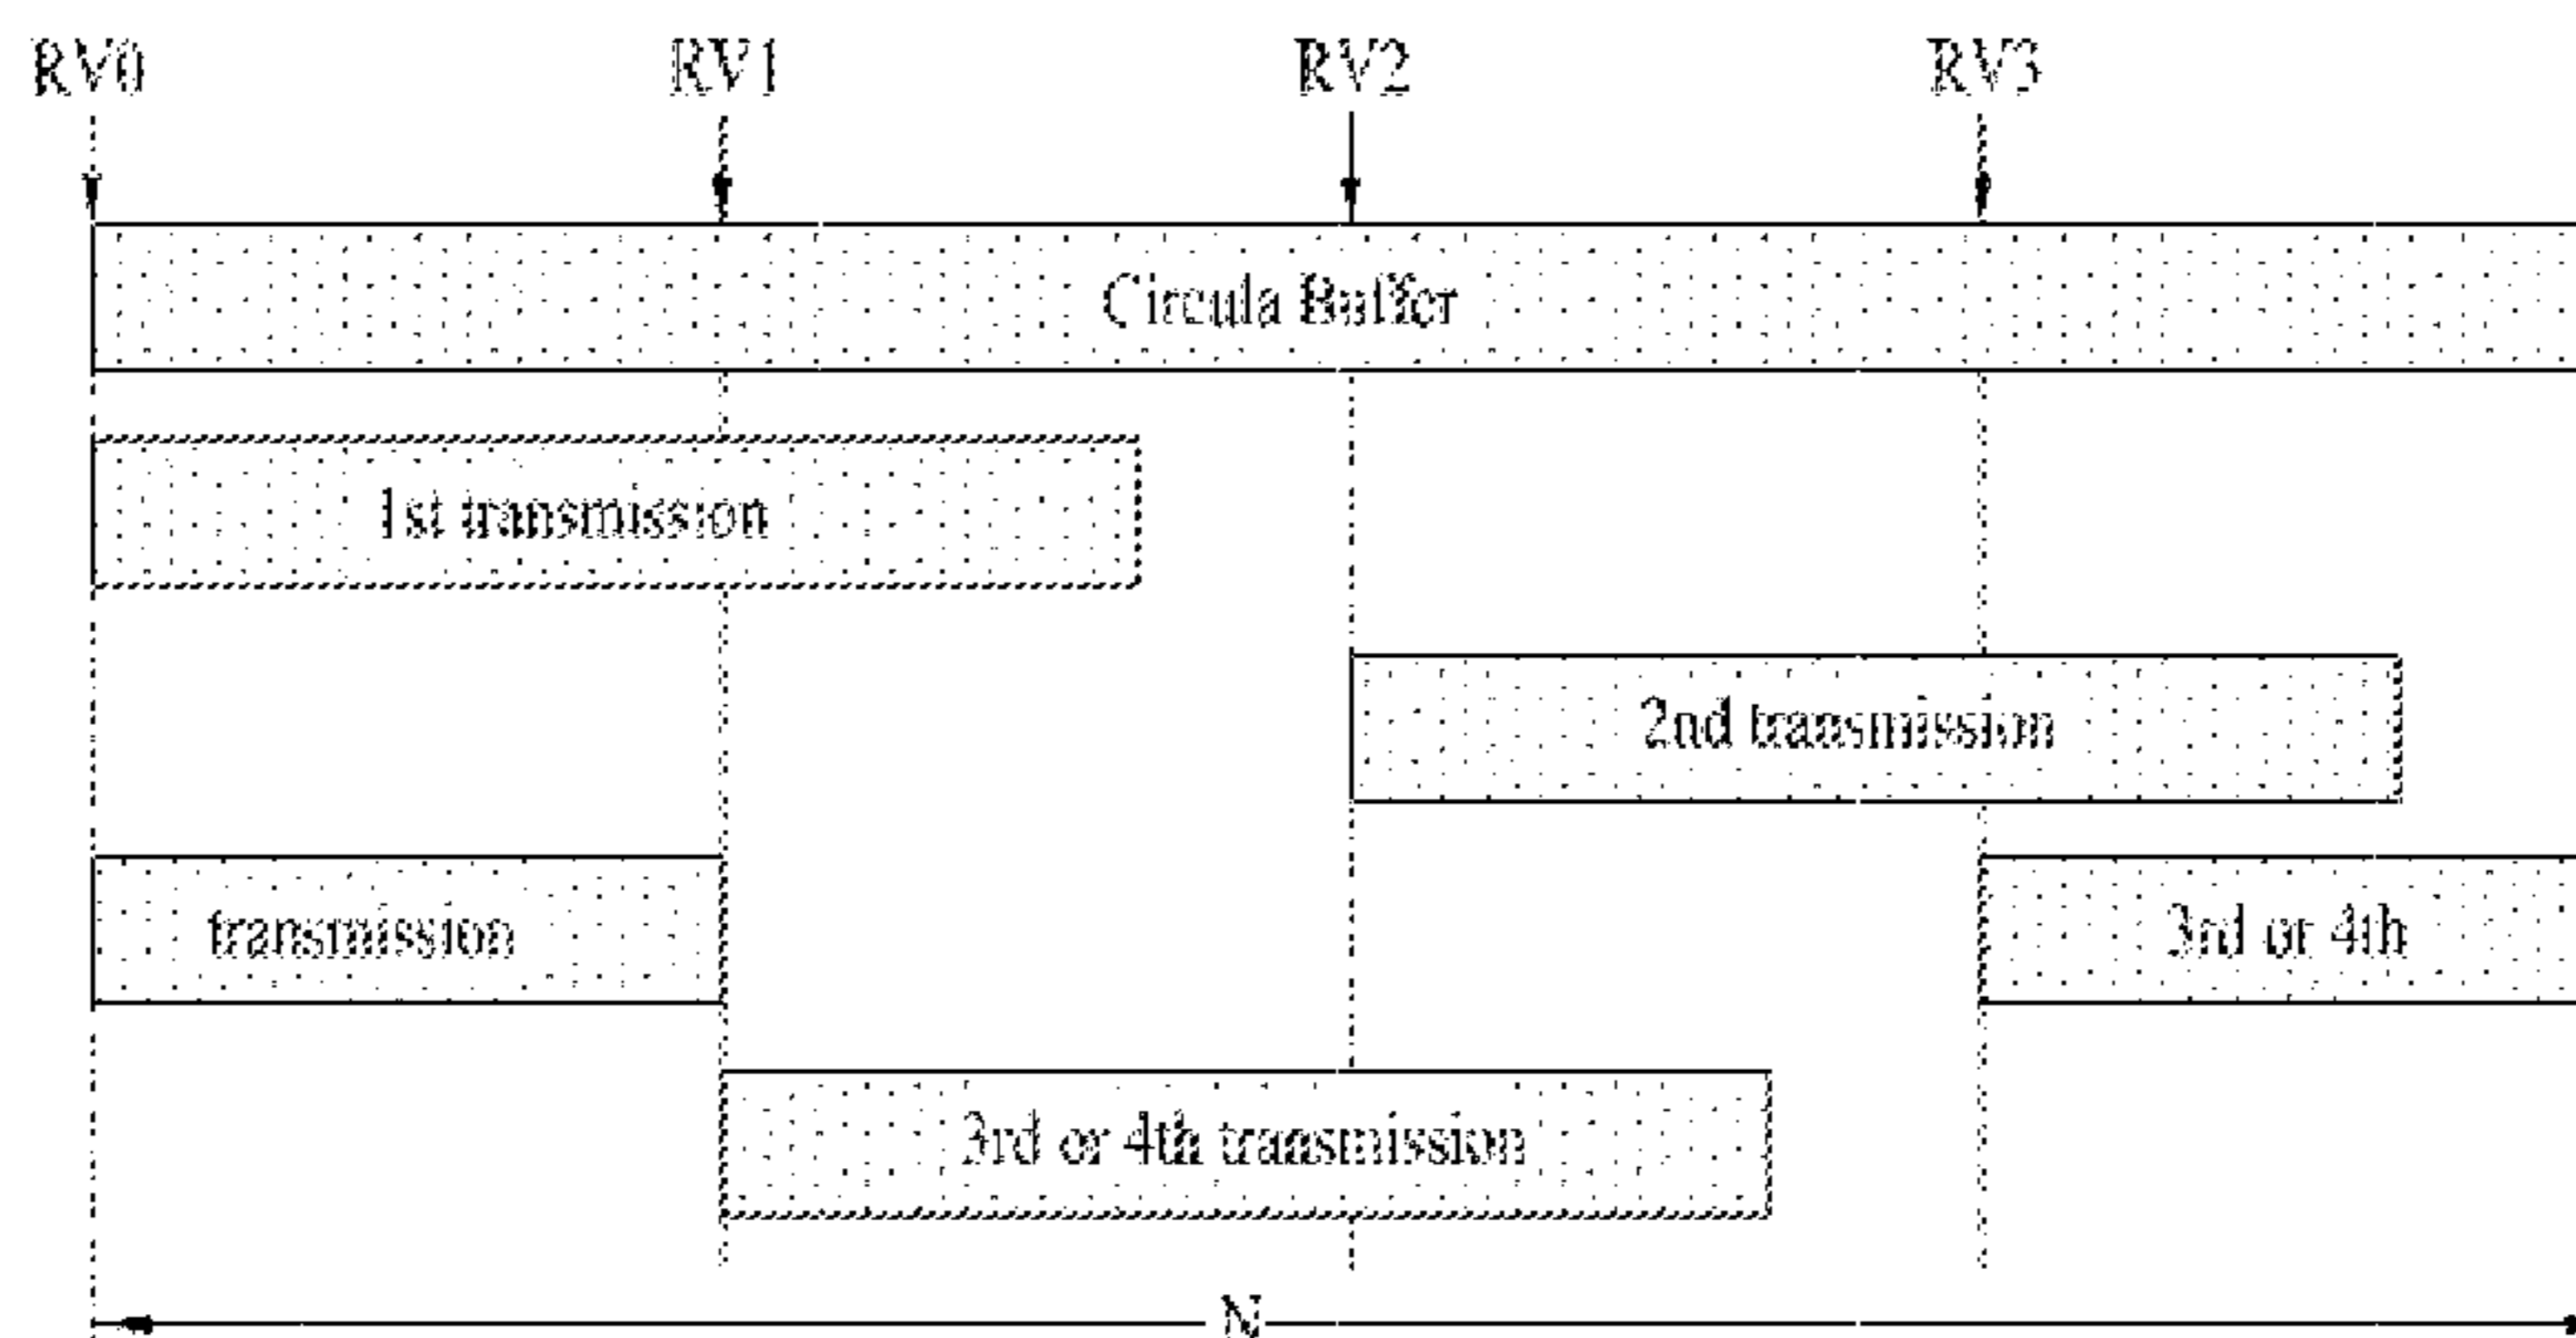 RV0 RV1 RV2 RV3
Circula Buffer
1st transmission
2nd transmission
transmission 3rd or 4th
3rd or 4th transmission
N